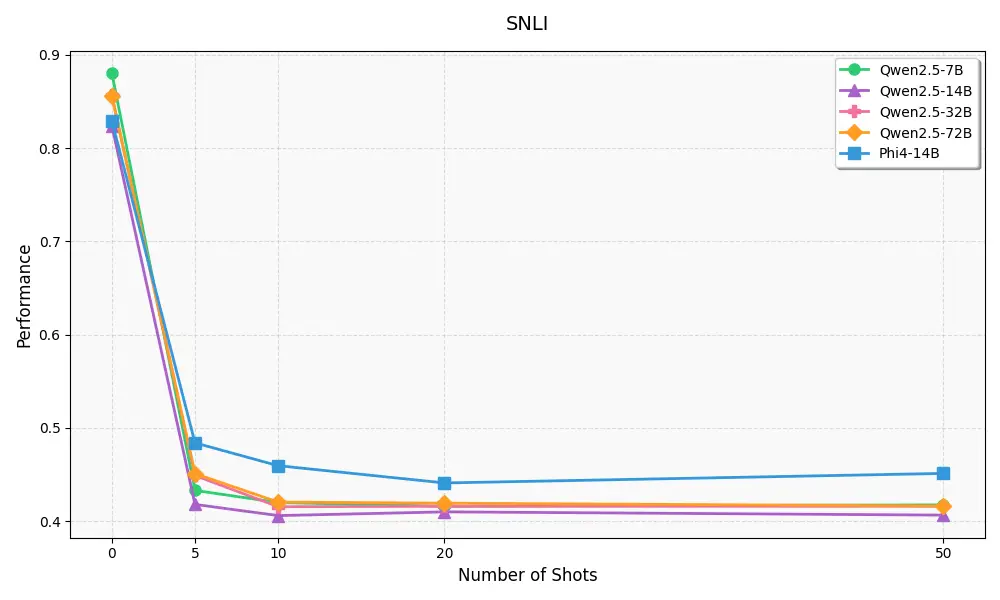 SNLI
0.9
0.8
0.7
0.6
0.5
0.4
Performance
Qwen2.5-7B
Qwen2.5-14B
Qwen2.5-32B
Qwen2.5-72B
Phi4-14B
0 5 10 20 50
Number of Shots